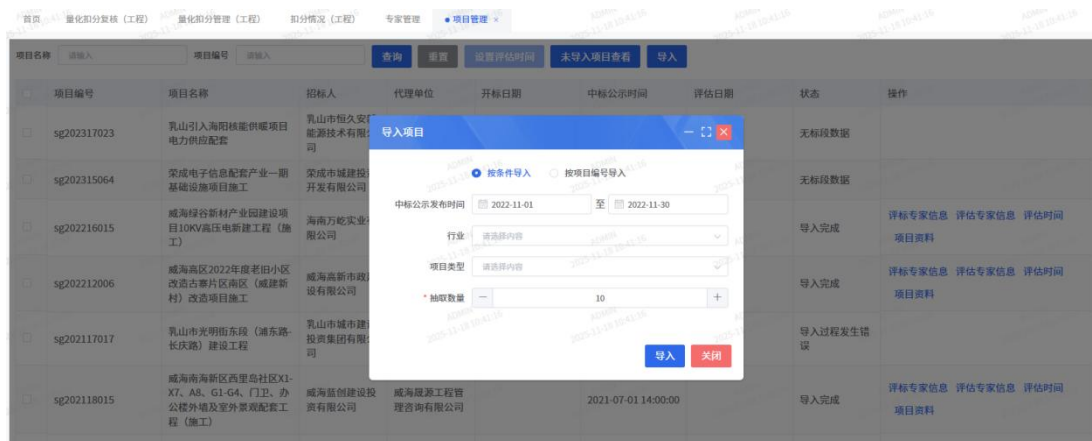 首页 量化扣分复核（工程） 量化扣分管理（工程） 扣分情况（工程） 专家管理 项目管理 ×
项目名称 请输入 项目编号 请输入 查询 重置 设置评估时间 未导入项目查看 导入
项目编号 项目名称 招标人 代理单位 开标日期 中标公示时间 评估日期 状态 操作
sg202317023
乳山引入海阳核能供暖项目
电力供应配套
乳山市恒久安
能源技术有限
司
无标段数据
sg202315064
荣成电子信息配套产业一期
基础设施项目施工
荣成市城建投
开发有限公司
无标段数据
sg202216015
威海绿谷新材产业园建设项
目10KV高压电新建工程（施
工）
海南万屹实业
限公司
导入完成
评标专家信息 评估专家信息 评估时间
项目资料
sg202212006
威海高区2022年度老旧小区
改造古寨片区南区（威建新
村）改造项目施工
威海高新市政
设有限公司
导入完成
评标专家信息 评估专家信息 评估时间
项目资料
sg202117017
乳山市光明街东段（浦东路-
长庆路）建设工程
乳山市城市建
投资集团有限
司
导入过程发生错
误
sg202118015
威海南海新区西里岛社区X1-
X7、A8、G1-G4、门卫、办
公楼外墙及室外景观配套工
程（施工）
威海蓝创建设投
资有限公司
威海晟源工程管
理咨询有限公司
2021-07-01 14:00:00
导入完成
评标专家信息 评估专家信息 评估时间
项目资料
导入项目
按条件导入 按项目编号导入
中标公示发布时间 2022-11-01 至 2022-11-30
行业 请选择内容
项目类型 请选择内容
* 抽取数量 − 10 +
导入 关闭
ADMIN
2025-11-18 10:41:16